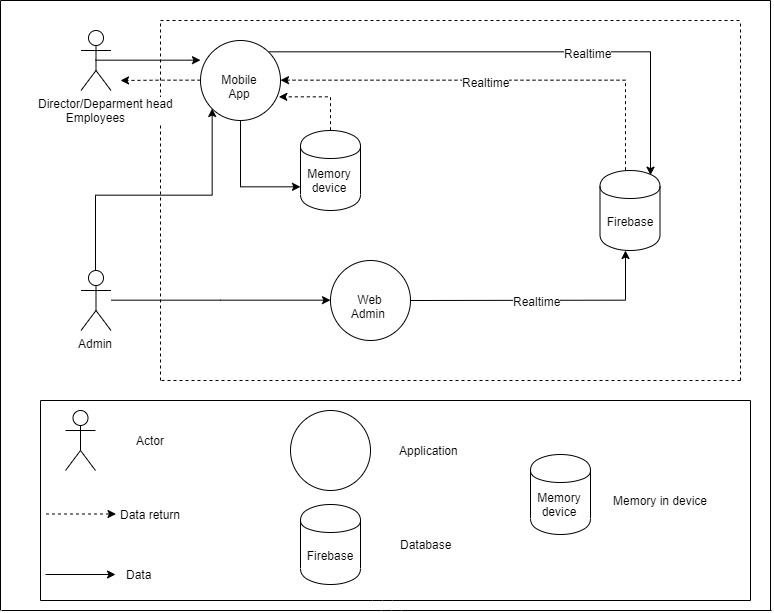 Realtime
Mobile
App
Realtime
Director/Deparment head
Employees
Memory
device
Firebase
Web
Admin
Realtime
Admin
Actor
Application
Memory
device
Memory in device
Data return
Firebase
Database
Data